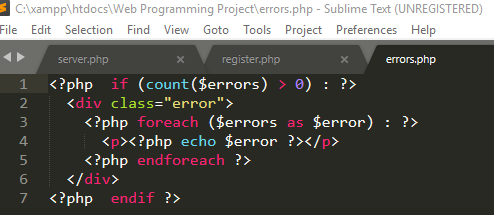 C:\xampp\htdocs\Web Programming Project\errors.php - Sublime Text (UNREGISTERED)
File Edit Selection Find View Goto Tools Project Preferences Help
server.php register.php errors.php
1 <?php  if (count($errors) > 0) : ?>
2   <div class="error">
3     <?php foreach ($errors as $error) : ?>
4       <p><?php echo $error ?></p>
5     <?php endforeach ?>
6   </div>
7 <?php  endif ?>